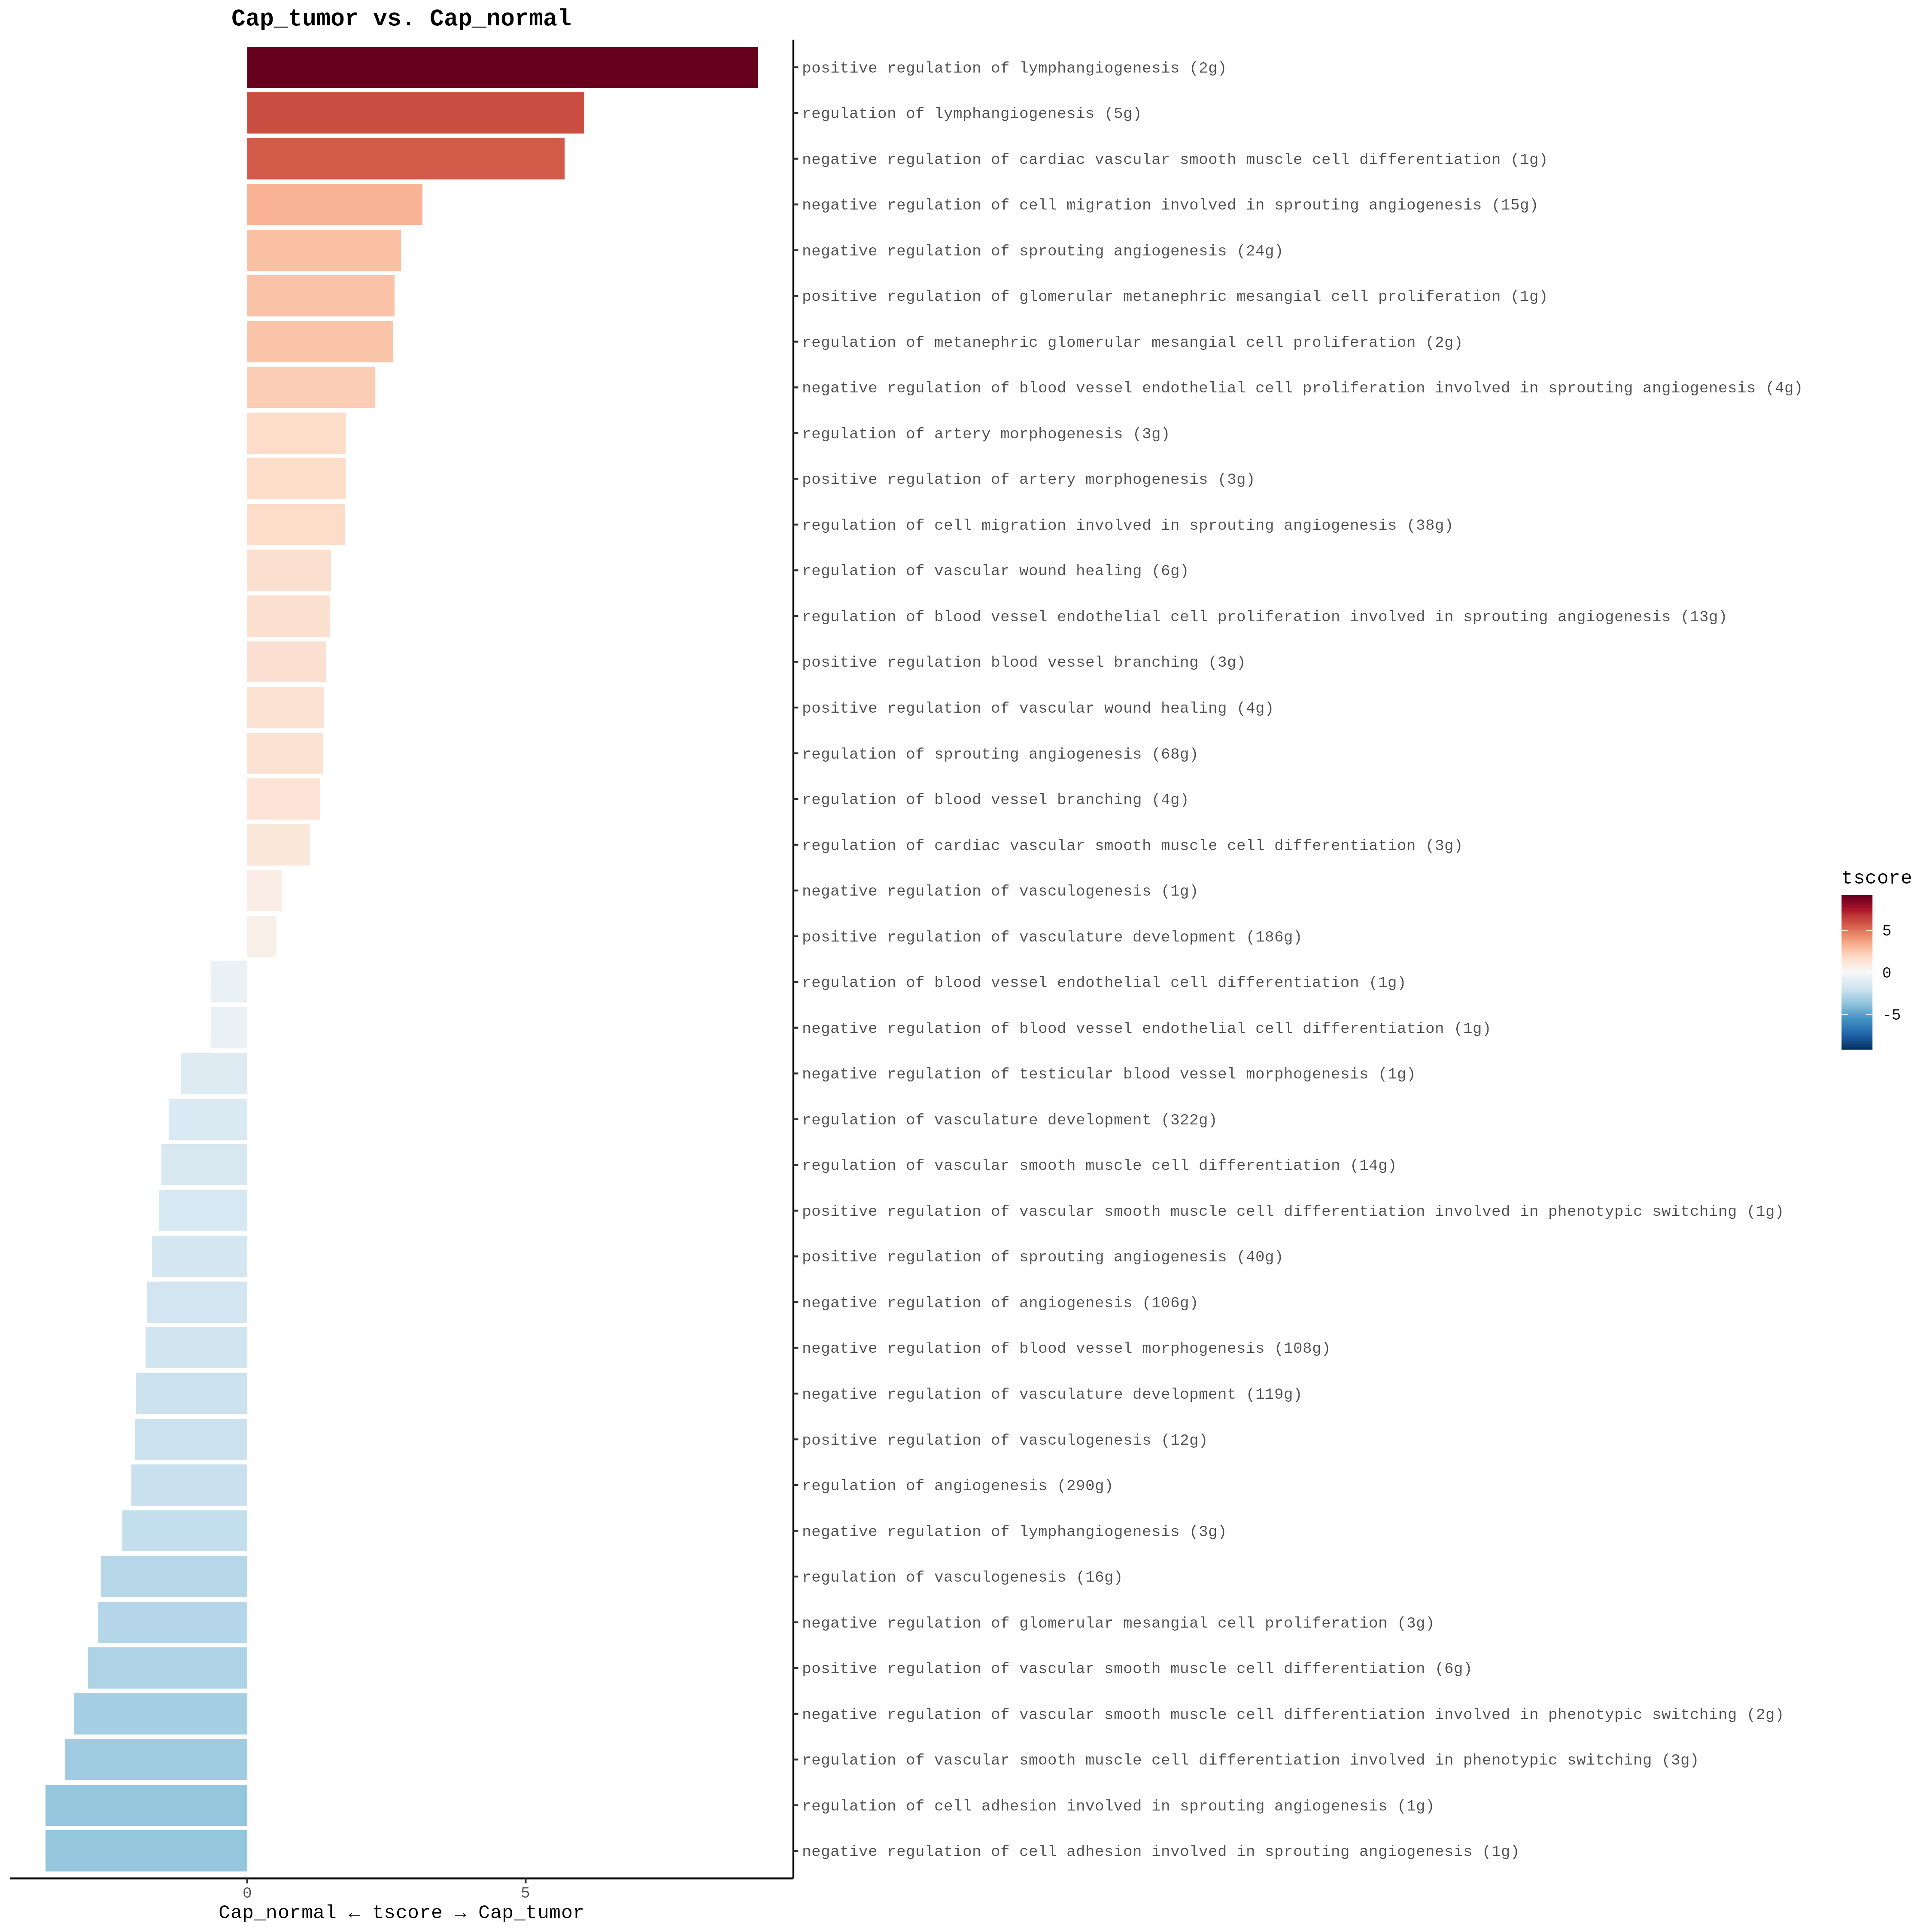 Cap_tumor vs. Cap_normal
positive regulation of lymphangiogenesis (2g)
regulation of lymphangiogenesis (5g)
negative regulation of cardiac vascular smooth muscle cell differentiation (1g)
negative regulation of cell migration involved in sprouting angiogenesis (15g)
negative regulation of sprouting angiogenesis (24g)
positive regulation of glomerular metanephric mesangial cell proliferation (1g)
regulation of metanephric glomerular mesangial cell proliferation (2g)
negative regulation of blood vessel endothelial cell proliferation involved in sprouting angiogenesis (4g)
regulation of artery morphogenesis (3g)
positive regulation of artery morphogenesis (3g)
regulation of cell migration involved in sprouting angiogenesis (38g)
regulation of vascular wound healing (6g)
regulation of blood vessel endothelial cell proliferation involved in sprouting angiogenesis (13g)
positive regulation blood vessel branching (3g)
positive regulation of vascular wound healing (4g)
regulation of sprouting angiogenesis (68g)
regulation of blood vessel branching (4g)
regulation of cardiac vascular smooth muscle cell differentiation (3g)
negative regulation of vasculogenesis (1g)
positive regulation of vasculature development (186g)
regulation of blood vessel endothelial cell differentiation (1g)
negative regulation of blood vessel endothelial cell differentiation (1g)
negative regulation of testicular blood vessel morphogenesis (1g)
regulation of vasculature development (322g)
regulation of vascular smooth muscle cell differentiation (14g)
positive regulation of vascular smooth muscle cell differentiation involved in phenotypic switching (1g)
positive regulation of sprouting angiogenesis (40g)
negative regulation of angiogenesis (106g)
negative regulation of blood vessel morphogenesis (108g)
negative regulation of vasculature development (119g)
positive regulation of vasculogenesis (12g)
regulation of angiogenesis (290g)
negative regulation of lymphangiogenesis (3g)
regulation of vasculogenesis (16g)
negative regulation of glomerular mesangial cell proliferation (3g)
positive regulation of vascular smooth muscle cell differentiation (6g)
negative regulation of vascular smooth muscle cell differentiation involved in phenotypic switching (2g)
regulation of vascular smooth muscle cell differentiation involved in phenotypic switching (3g)
regulation of cell adhesion involved in sprouting angiogenesis (1g)
negative regulation of cell adhesion involved in sprouting angiogenesis (1g)
0 5
Cap_normal ← tscore → Cap_tumor
tscore
5
0
-5